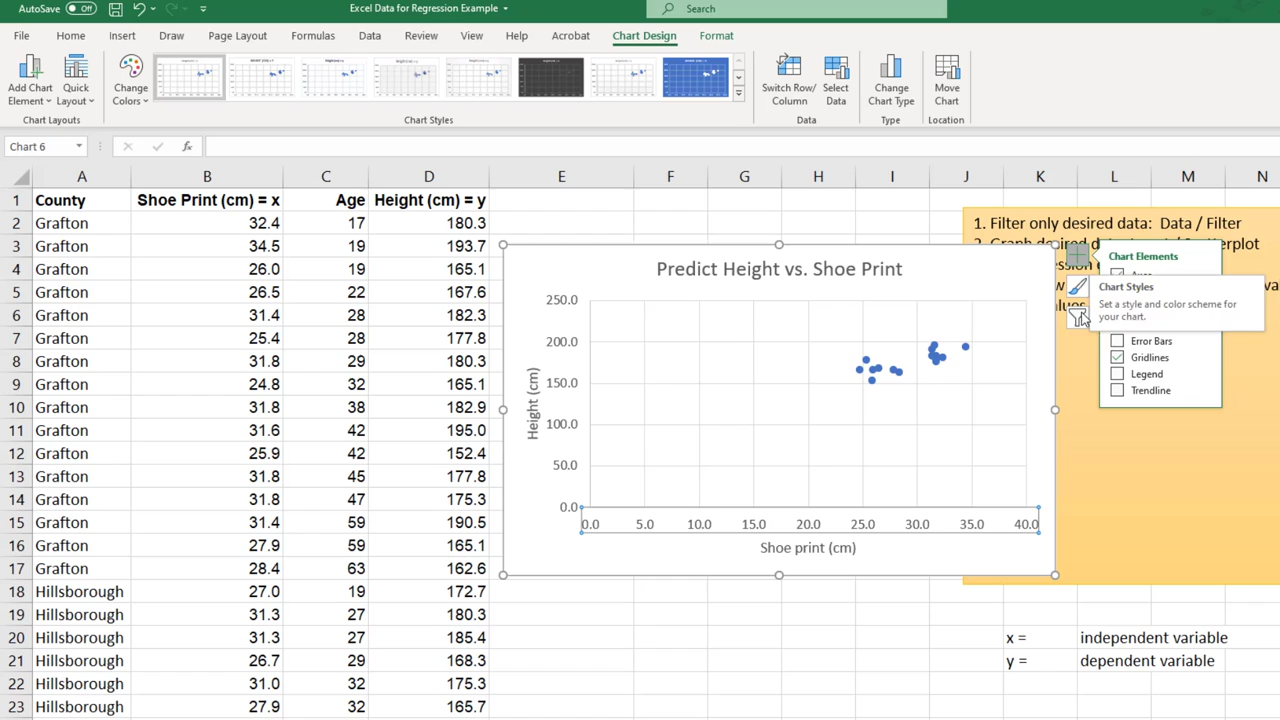 AutoSave Off
Excel Data for Regression Example
Search
File Home Insert Draw Page Layout Formulas Data Review View Help Acrobat Chart Design Format
Add Chart Element
Quick Layout
Change Colors
Switch Row/Column
Select Data
Change Chart Type
Move Chart
Chart Layouts Chart Styles Data Type Location
Chart 6 fx
A B C D E F G H I J K L M N
1 County Shoe Print (cm) = x Age Height (cm) = y
2 Grafton 32.4 17 180.3
3 Grafton 34.5 19 193.7
4 Grafton 26.0 19 165.1
5 Grafton 26.5 22 167.6
6 Grafton 31.4 28 182.3
7 Grafton 25.4 28 177.8
8 Grafton 31.8 29 180.3
9 Grafton 24.8 32 165.1
10 Grafton 31.8 38 182.9
11 Grafton 31.6 42 195.0
12 Grafton 25.9 42 152.4
13 Grafton 31.8 45 177.8
14 Grafton 31.8 47 175.3
15 Grafton 31.4 59 190.5
16 Grafton 27.9 59 165.1
17 Grafton 28.4 63 162.6
18 Hillsborough 27.0 19 172.7
19 Hillsborough 31.3 27 180.3
20 Hillsborough 31.3 27 185.4
21 Hillsborough 26.7 29 168.3
22 Hillsborough 31.0 32 175.3
23 Hillsborough 27.9 32 165.7
Predict Height vs. Shoe Print
250.0
200.0
150.0
100.0
50.0
0.0
Height (cm)
0.0 5.0 10.0 15.0 20.0 25.0 30.0 35.0 40.0
Shoe print (cm)
1. Filter only desired data: Data / Filter
Chart Elements
Chart Styles
Set a style and color scheme for
your chart.
Error Bars
Gridlines
Legend
Trendline
x = independent variable
y = dependent variable